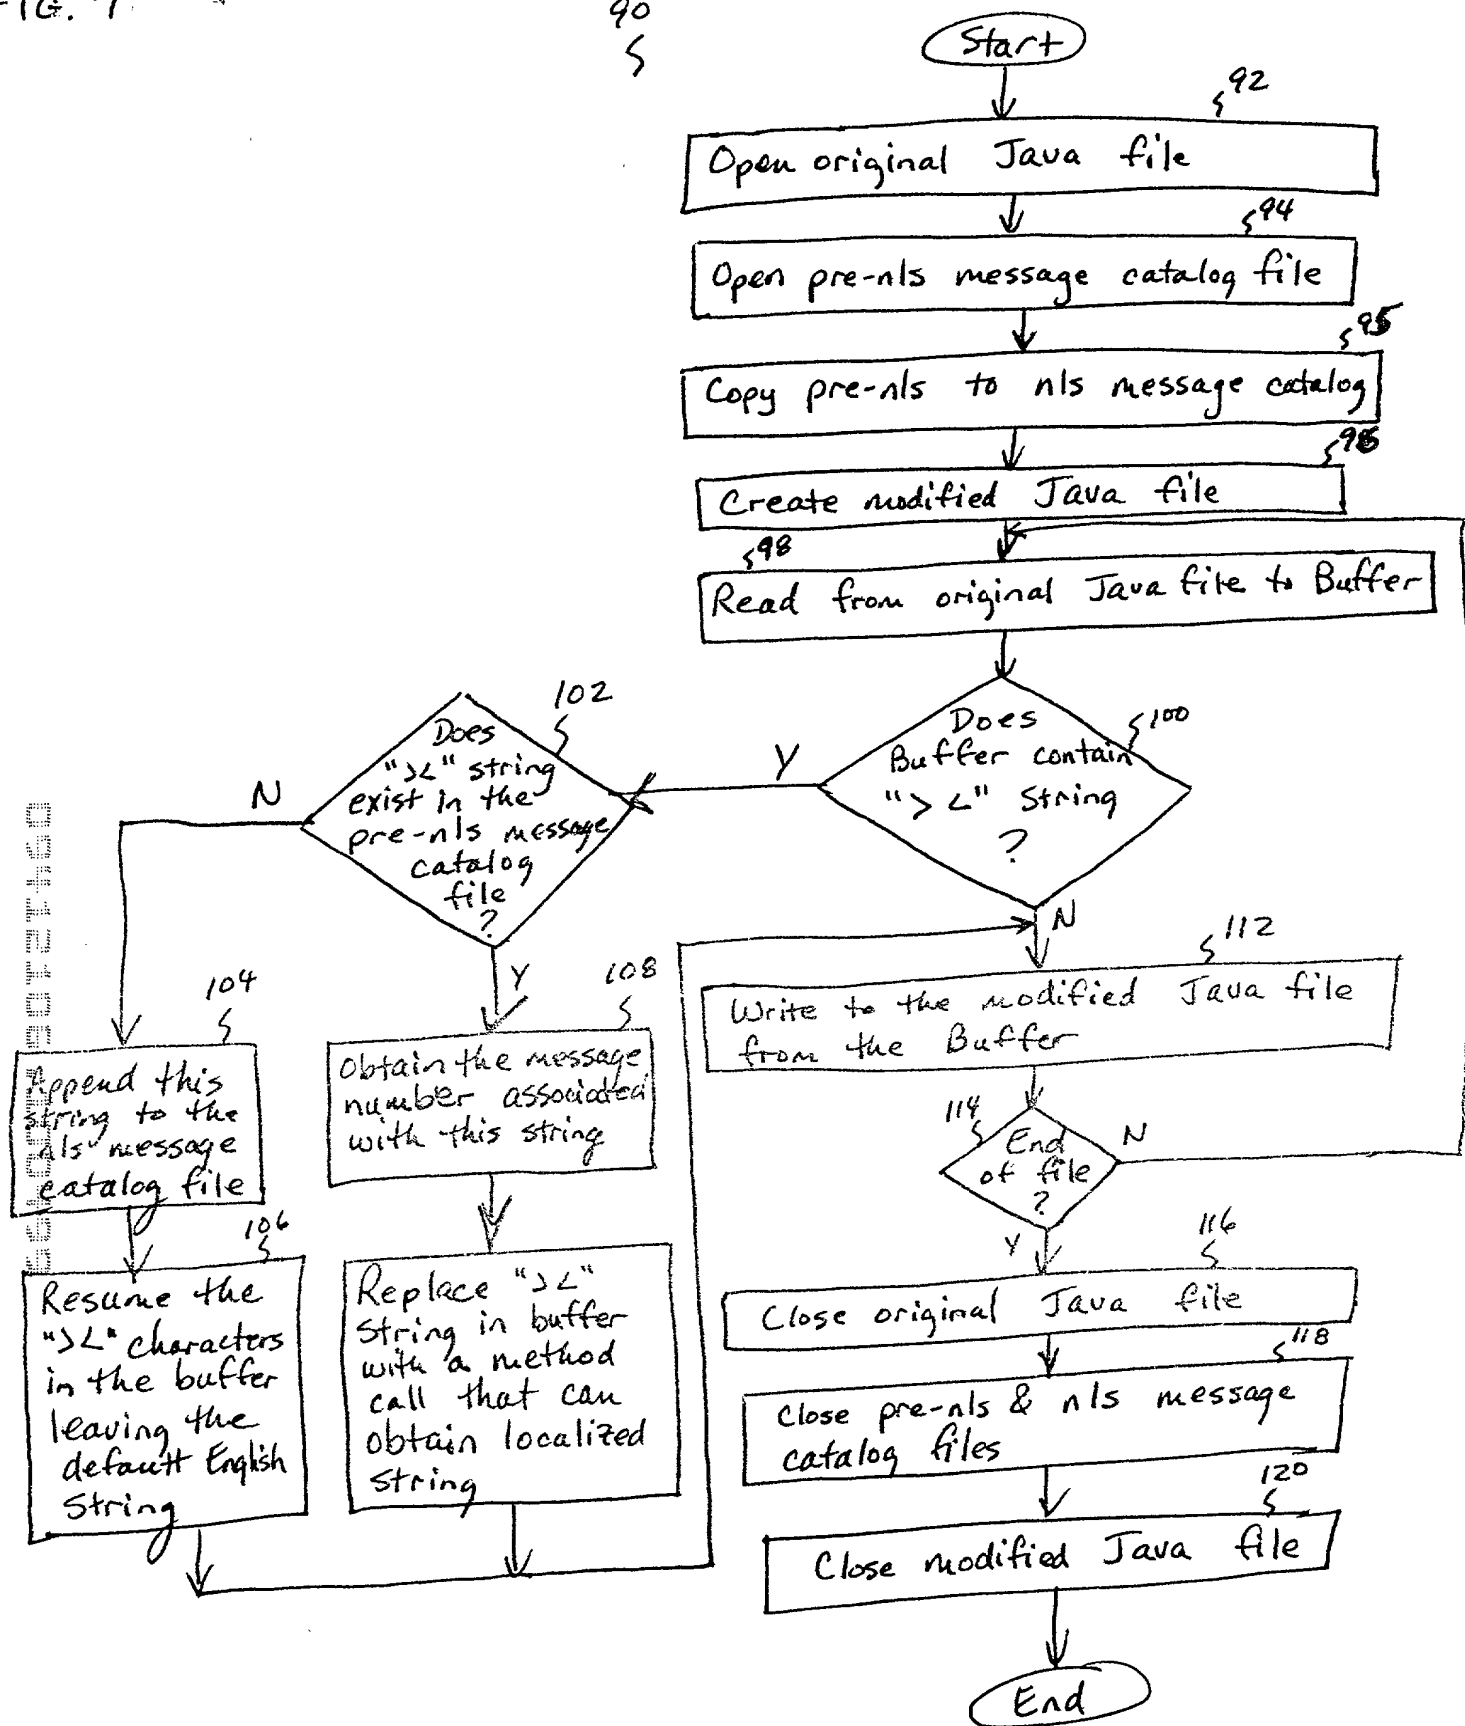 FIG. 7
90
Start
92
Open original Java file
94
Open pre-nls message catalog file
95
Copy pre-nls to nls message catalog
96
Create modified Java file
98
Read from original Java file to Buffer
100
Does
Buffer contain
"> <" String
?
Y
N
102
Does
"> <" string
exist in the
pre-nls message
catalog
file
?
N
Y
104
Append this
string to the
nls message
catalog file
106
Resume the
"> <" characters
in the buffer
leaving the
default English
String
108
Obtain the message
number associated
with this string
Replace "> <"
String in buffer
with a method
call that can
obtain localized
string
112
Write to the modified Java file
from the Buffer
114
End
of file
?
N
Y
116
Close original Java file
118
Close pre-nls & nls message
catalog files
120
Close modified Java file
End